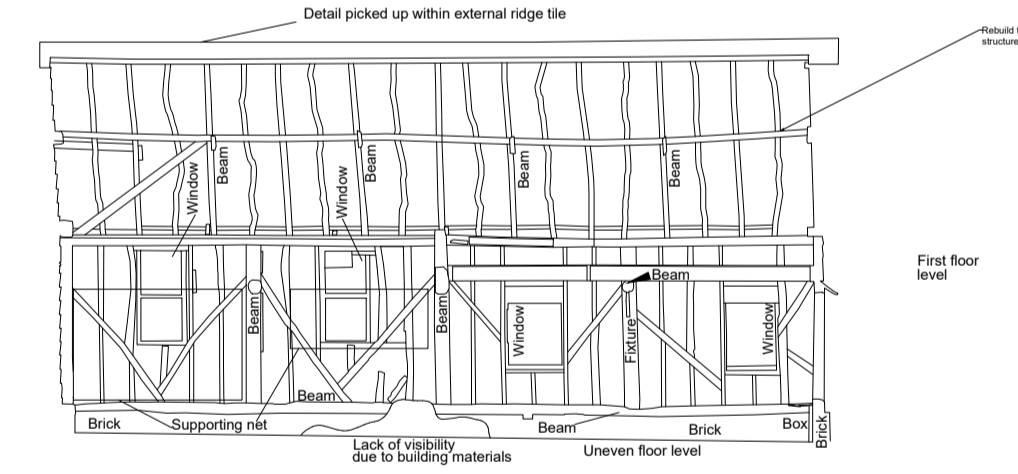 Detail picked up within external ridge tile
Rebuild
structure
Beam
Beam
Beam
Beam
Window
Window
First floor
level
Beam
Beam
Beam
Window
Fixture
Window
Beam
Brick
Supporting net
Beam
Brick
Box
Brick
Lack of visibility
due to building materials
Uneven floor level